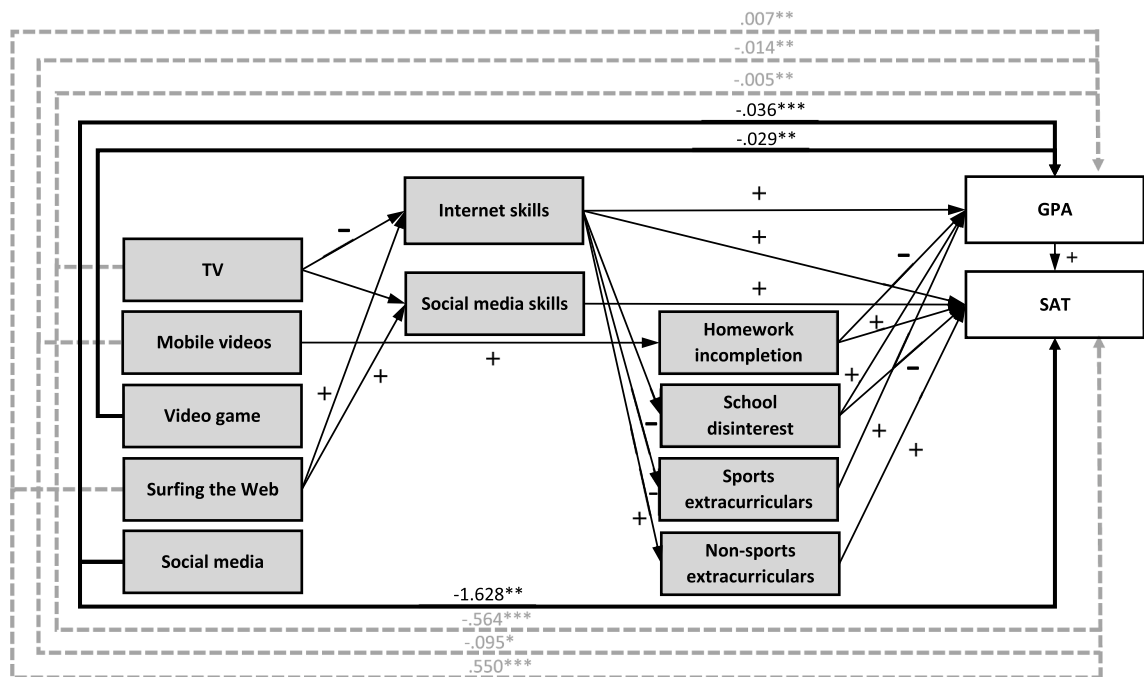 .007**
-.014**
-.005**
-.036***
-.029**
Internet skills
+
GPA
-
+
-
TV
+
Social media skills
+
SAT
Mobile videos
Homework
incompletion
+
+
+
+
-
+
Video game
School
disinterest
-
+
+
Surfing the Web
Sports
extracurriculars
-
+
Social media
Non-sports
extracurriculars
-1.628**
-.564***
-.095*
.550***